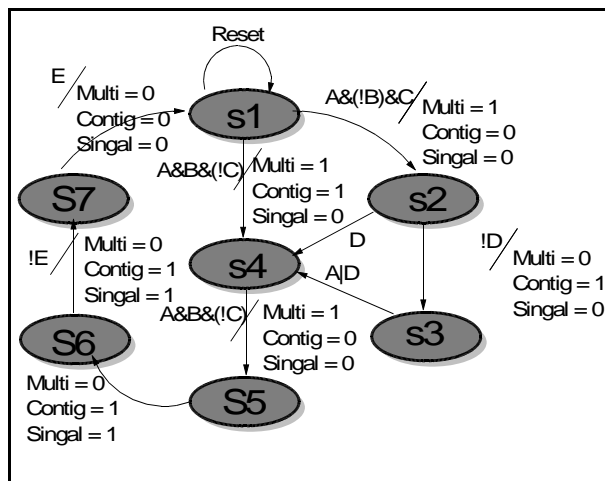 Reset
E/
Multi = 0
Contig = 0
Singal = 0
s1
A&(!B)&C/
Multi = 1
Contig = 0
Singal = 0
A&B&(!C)/
Multi = 1
Contig = 1
Singal = 0
S7
s2
!E/
Multi = 0
Contig = 1
Singal = 1
s4
D
A|D
!D/
Multi = 0
Contig = 1
Singal = 0
A&B&(!C)/
Multi = 1
Contig = 0
Singal = 0
S6
s3
Multi = 0
Contig = 1
Singal = 1
S5